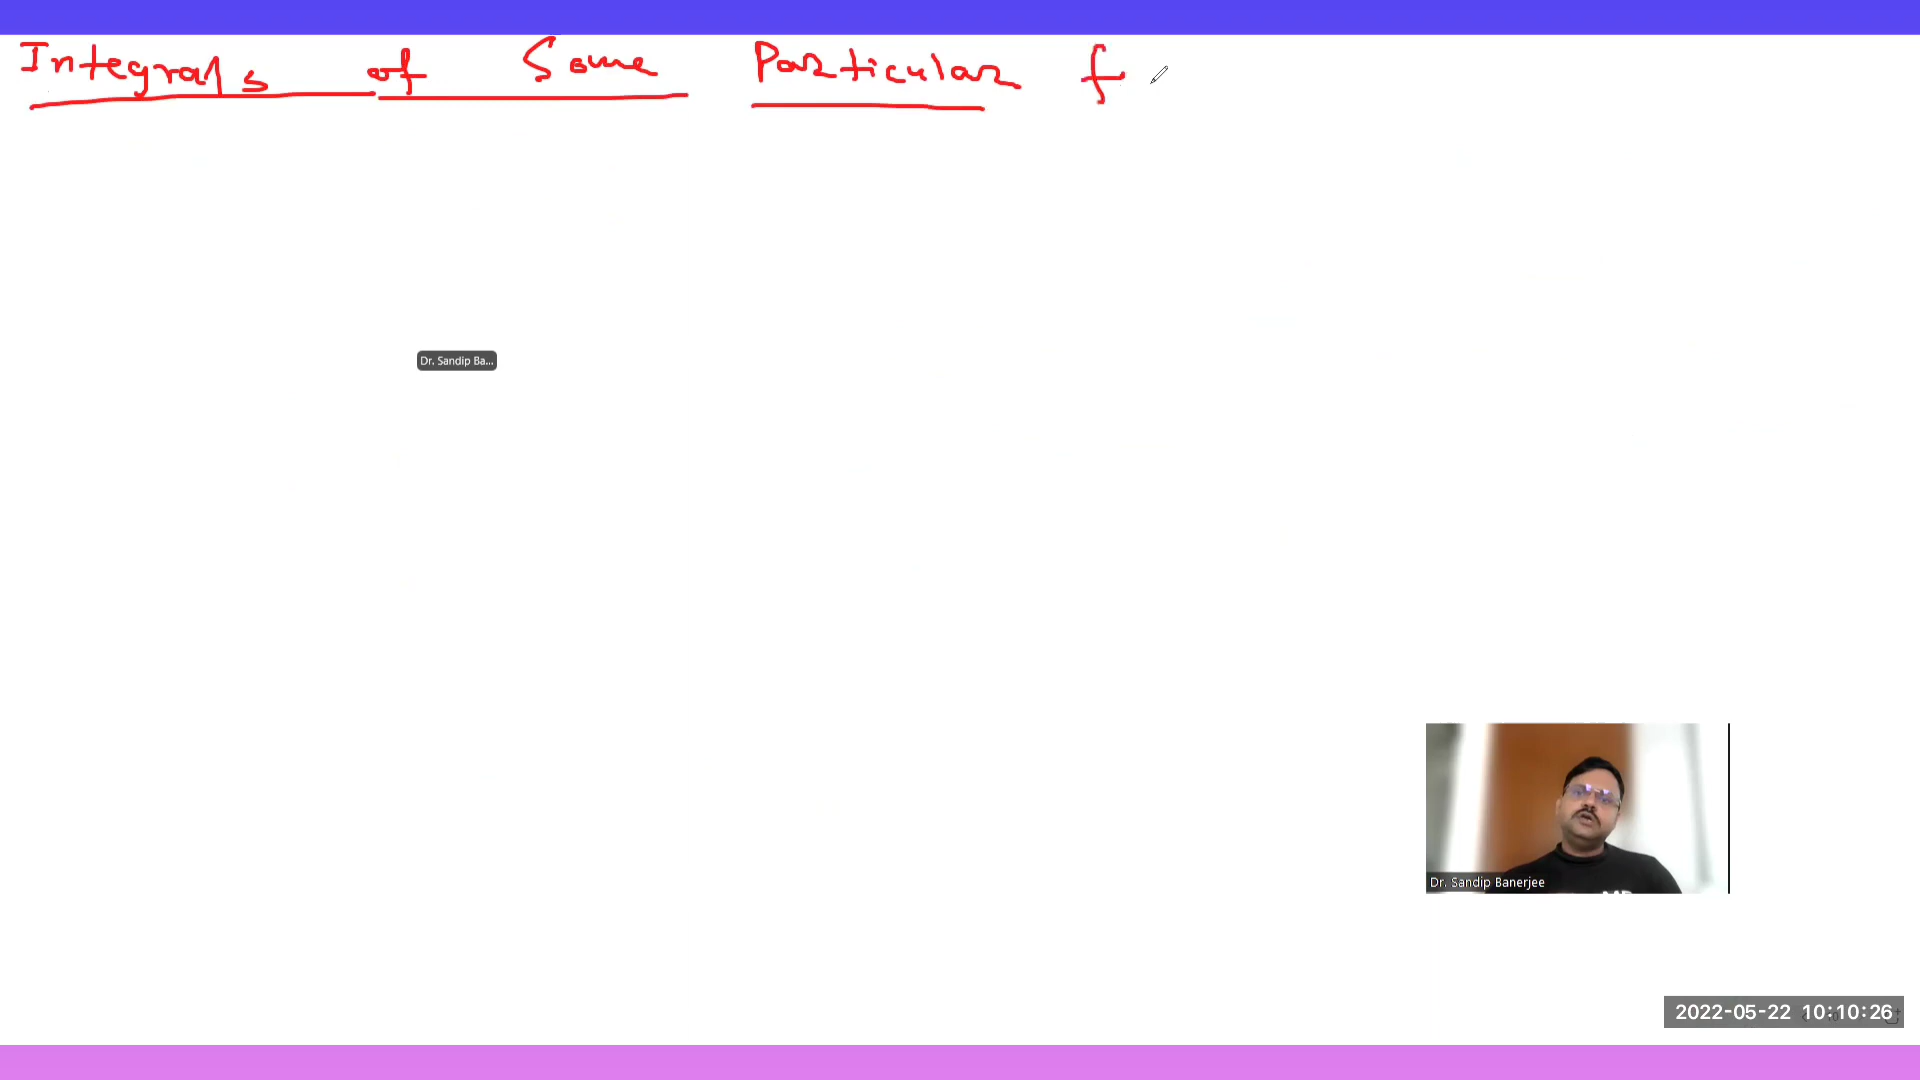 Integrals of Some Particular f
Dr. Sandip Ba...
Dr. Sandip Banerjee
2022-05-22 10:10:26